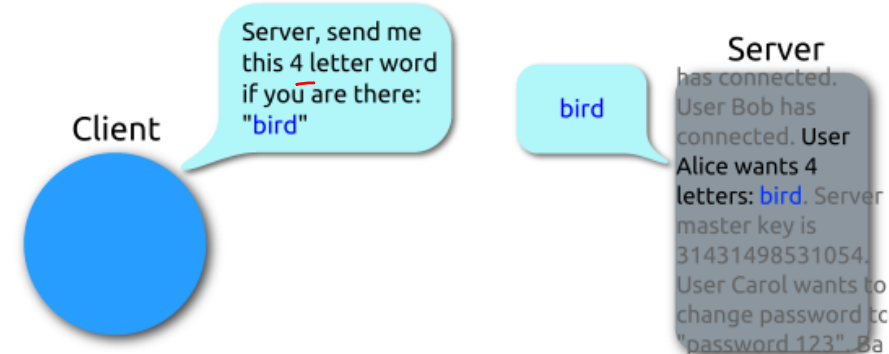 Client
Server, send me
this 4 letter word
if you are there:
"bird"
bird
Server
has connected.
User Bob has
connected. User
Alice wants 4
letters: bird. Server
master key is
31431498531054.
User Carol wants to
change password to
"password 123". Ba